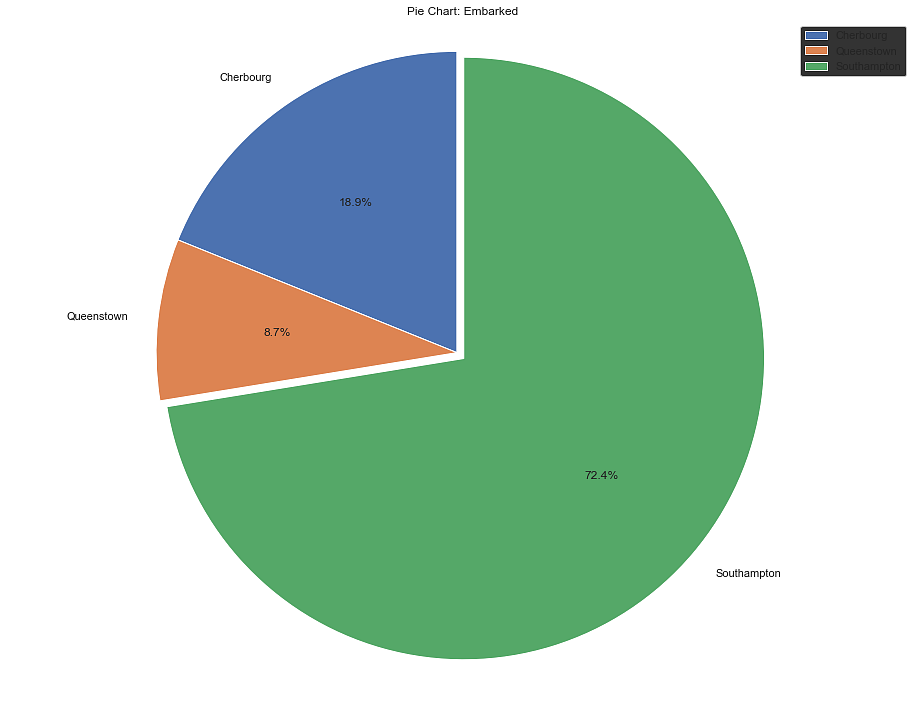 Pie Chart: Embarked
Cherbourg
Queenstown
Southampton
Cherbourg
18.9%
Queenstown
8.7%
72.4%
Southampton